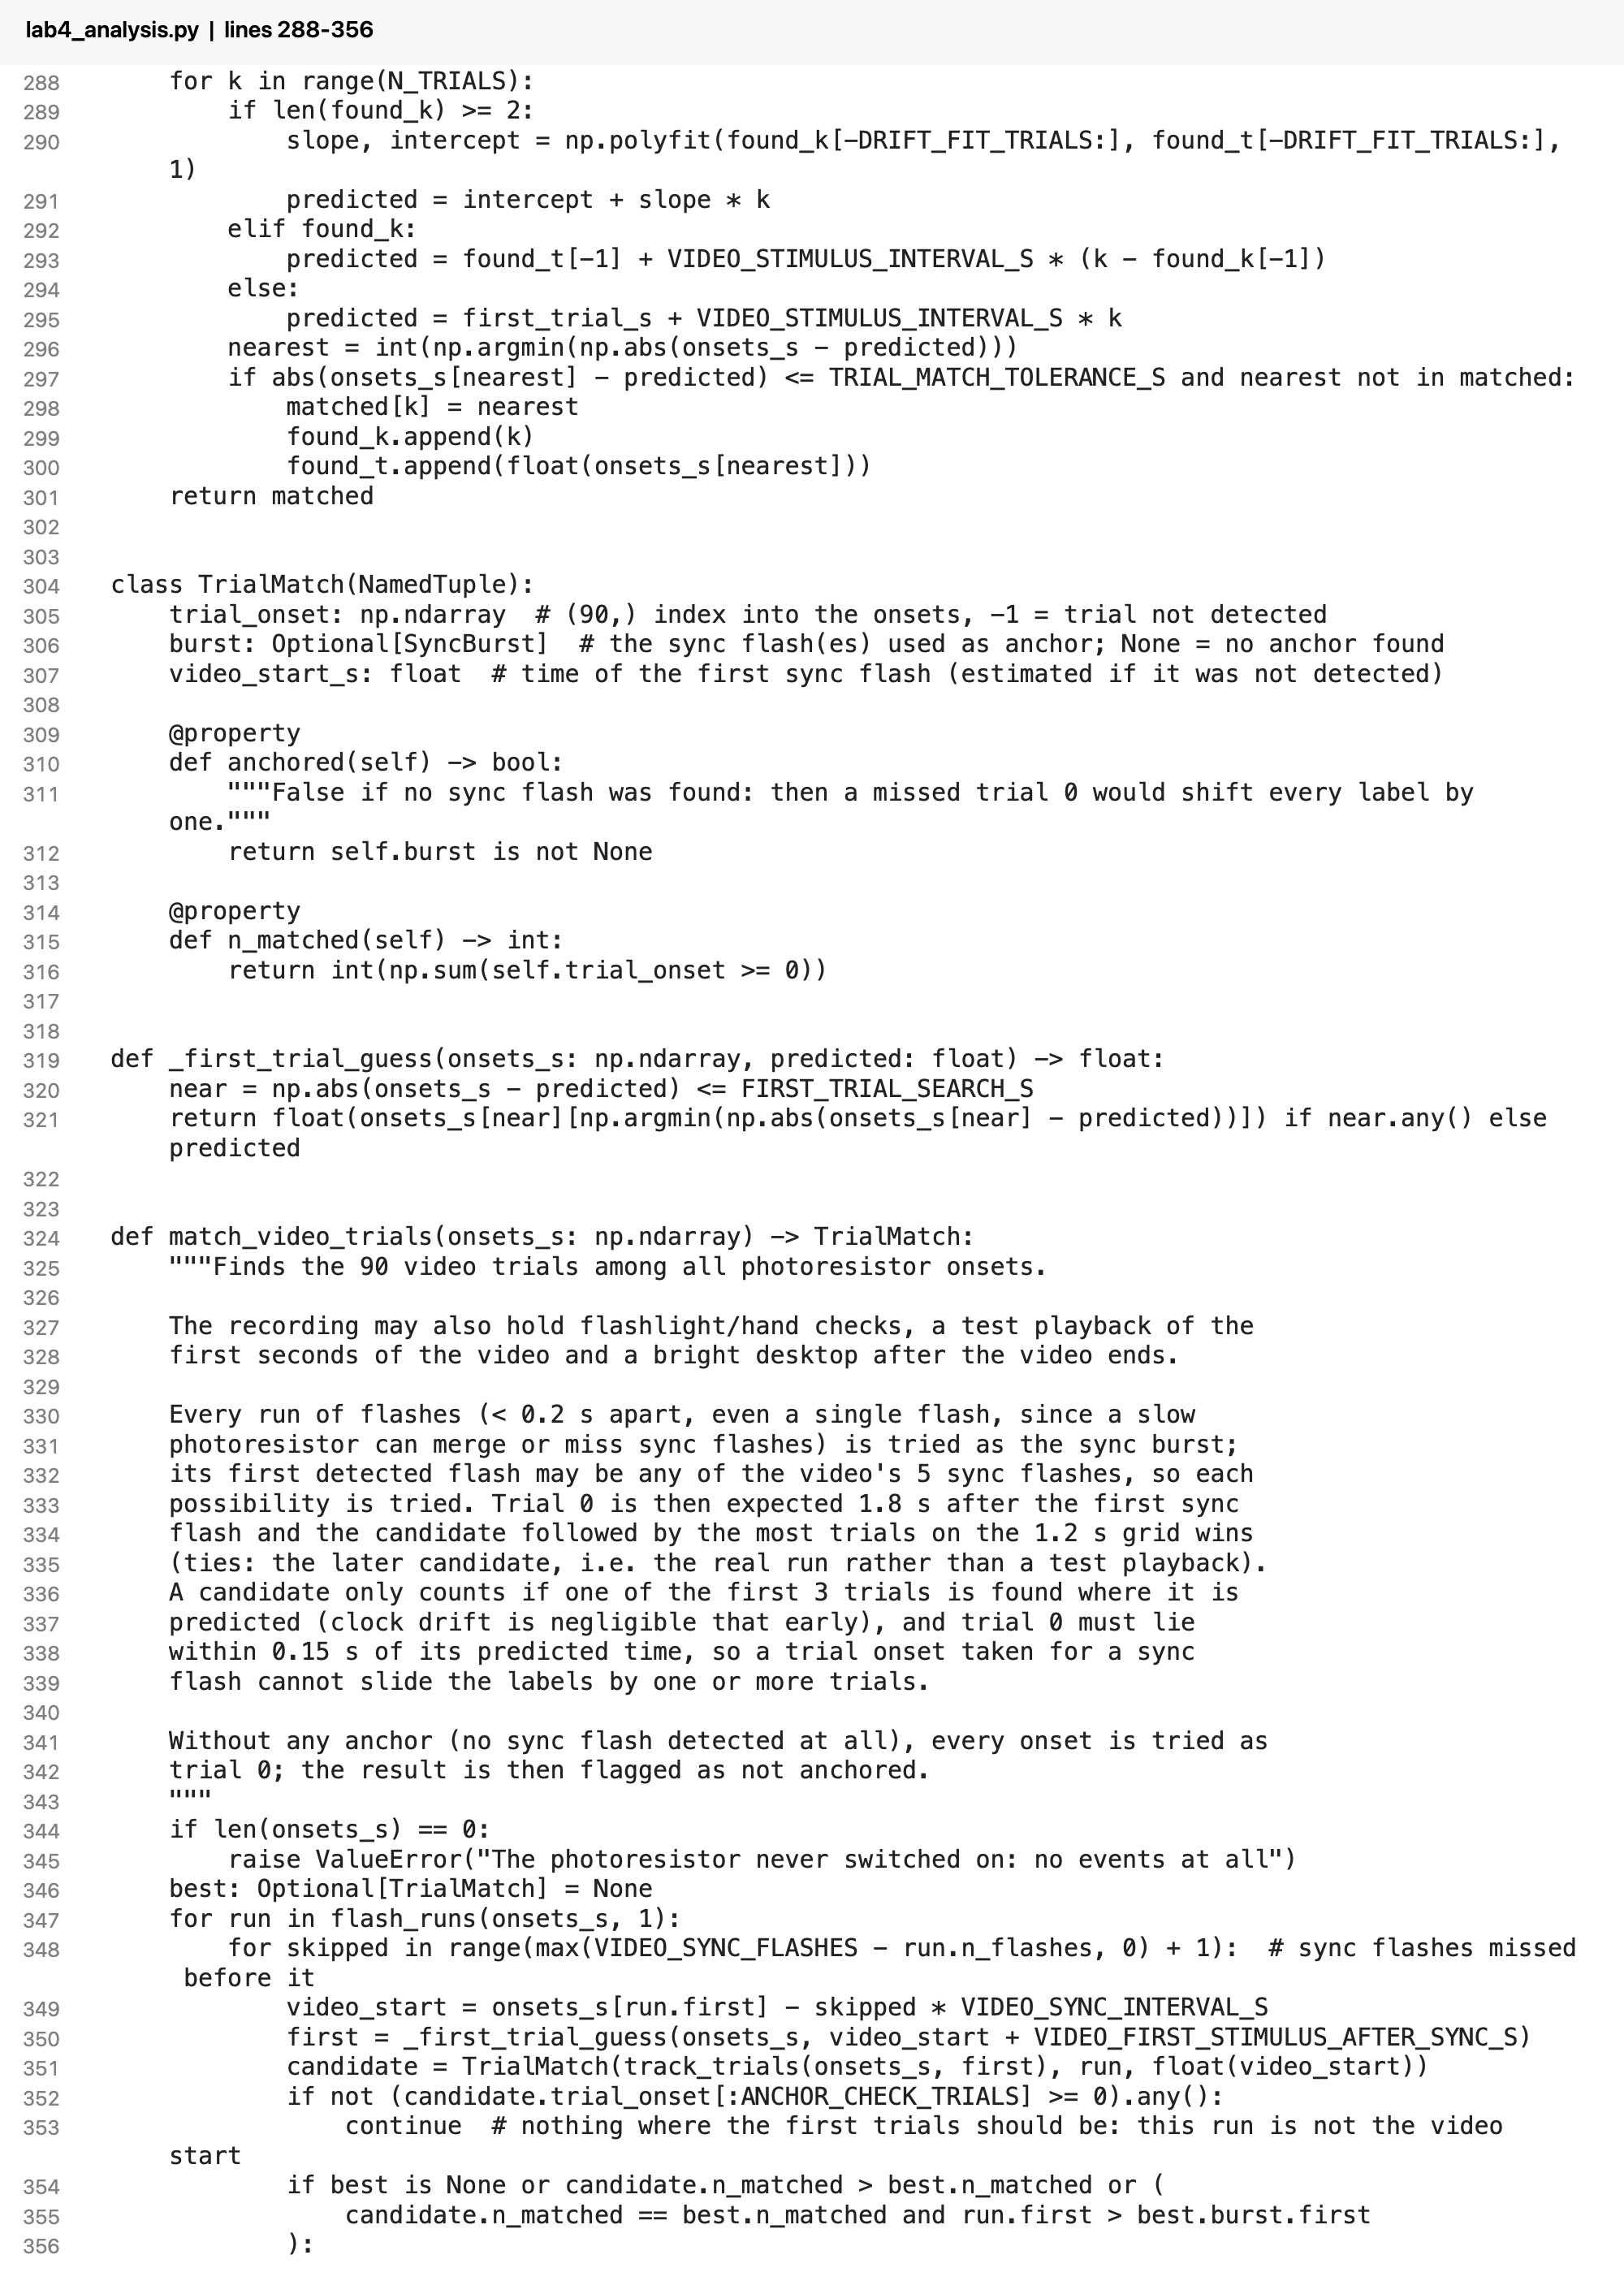 lab4_analysis.py | lines 288-356
288     for k in range(N_TRIALS):
289         if len(found_k) >= 2:
290             slope, intercept = np.polyfit(found_k[-DRIFT_FIT_TRIALS:], found_t[-DRIFT_FIT_TRIALS:],
    1)
291             predicted = intercept + slope * k
292         elif found_k:
293             predicted = found_t[-1] + VIDEO_STIMULUS_INTERVAL_S * (k - found_k[-1])
294         else:
295             predicted = first_trial_s + VIDEO_STIMULUS_INTERVAL_S * k
296         nearest = int(np.argmin(np.abs(onsets_s - predicted)))
297         if abs(onsets_s[nearest] - predicted) <= TRIAL_MATCH_TOLERANCE_S and nearest not in matched:
298             matched[k] = nearest
299             found_k.append(k)
300             found_t.append(float(onsets_s[nearest]))
301     return matched
302
303
304 class TrialMatch(NamedTuple):
305     trial_onset: np.ndarray  # (90,) index into the onsets, -1 = trial not detected
306     burst: Optional[SyncBurst]  # the sync flash(es) used as anchor; None = no anchor found
307     video_start_s: float  # time of the first sync flash (estimated if it was not detected)
308
309     @property
310     def anchored(self) -> bool:
311         """False if no sync flash was found: then a missed trial 0 would shift every label by
    one."""
312         return self.burst is not None
313
314     @property
315     def n_matched(self) -> int:
316         return int(np.sum(self.trial_onset >= 0))
317
318
319 def _first_trial_guess(onsets_s: np.ndarray, predicted: float) -> float:
320     near = np.abs(onsets_s - predicted) <= FIRST_TRIAL_SEARCH_S
321     return float(onsets_s[near][np.argmin(np.abs(onsets_s[near] - predicted))]) if near.any() else
    predicted
322
323
324 def match_video_trials(onsets_s: np.ndarray) -> TrialMatch:
325     """Finds the 90 video trials among all photoresistor onsets.
326
327     The recording may also hold flashlight/hand checks, a test playback of the
328     first seconds of the video and a bright desktop after the video ends.
329
330     Every run of flashes (< 0.2 s apart, even a single flash, since a slow
331     photoresistor can merge or miss sync flashes) is tried as the sync burst;
332     its first detected flash may be any of the video's 5 sync flashes, so each
333     possibility is tried. Trial 0 is then expected 1.8 s after the first sync
334     flash and the candidate followed by the most trials on the 1.2 s grid wins
335     (ties: the later candidate, i.e. the real run rather than a test playback).
336     A candidate only counts if one of the first 3 trials is found where it is
337     predicted (clock drift is negligible that early), and trial 0 must lie
338     within 0.15 s of its predicted time, so a trial onset taken for a sync
339     flash cannot slide the labels by one or more trials.
340
341     Without any anchor (no sync flash detected at all), every onset is tried as
342     trial 0; the result is then flagged as not anchored.
343     """
344     if len(onsets_s) == 0:
345         raise ValueError("The photoresistor never switched on: no events at all")
346     best: Optional[TrialMatch] = None
347     for run in flash_runs(onsets_s, 1):
348         for skipped in range(max(VIDEO_SYNC_FLASHES - run.n_flashes, 0) + 1):  # sync flashes missed
     before it
349             video_start = onsets_s[run.first] - skipped * VIDEO_SYNC_INTERVAL_S
350             first = _first_trial_guess(onsets_s, video_start + VIDEO_FIRST_STIMULUS_AFTER_SYNC_S)
351             candidate = TrialMatch(track_trials(onsets_s, first), run, float(video_start))
352             if not (candidate.trial_onset[:ANCHOR_CHECK_TRIALS] >= 0).any():
353                 continue  # nothing where the first trials should be: this run is not the video
    start
354             if best is None or candidate.n_matched > best.n_matched or (
355                 candidate.n_matched == best.n_matched and run.first > best.burst.first
356             ):